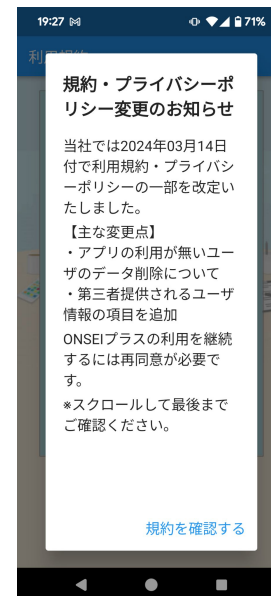 19:27
71%
規約・プライバシーポ
リシー変更のお知らせ
当社では2024年03月14日
付で利用規約・プライバシ
ーポリシーの一部を改定い
たしました。
【主な変更点】
・アプリの利用が無いユー
ザのデータ削除について
・第三者提供されるユーザ
情報の項目を追加
ONSEIプラスの利用を継続
するには再同意が必要で
す。
※スクロールして最後まで
ご確認ください。
規約を確認する